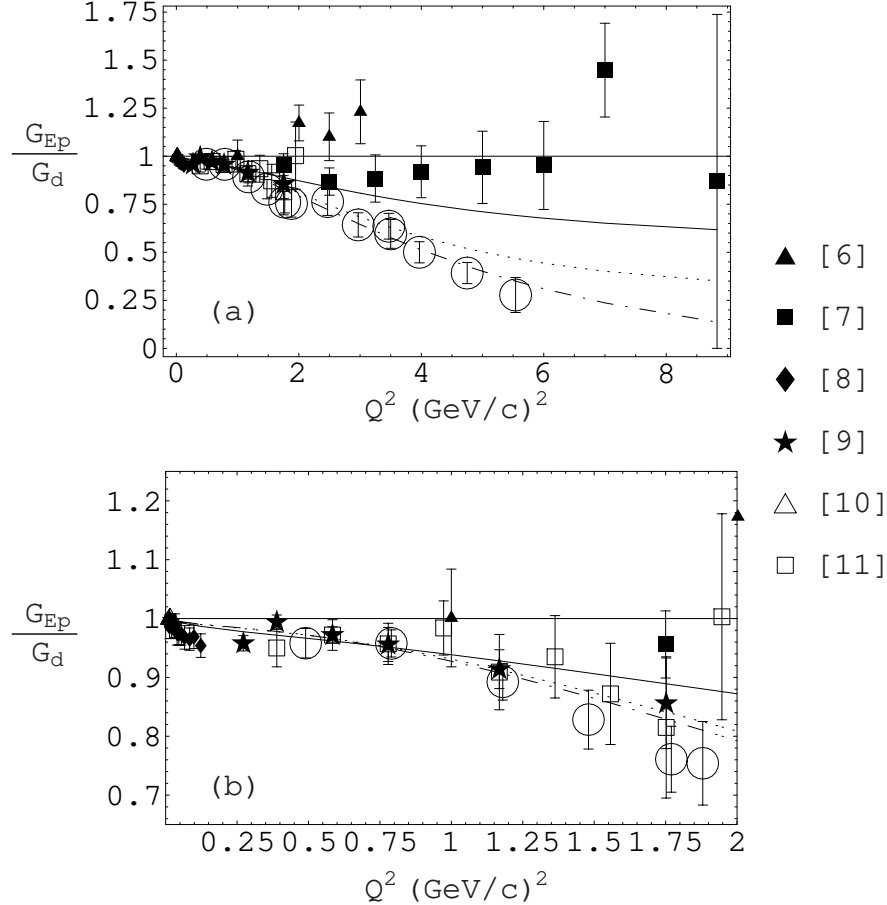 1.75
1.5
1.25
1
0.75
0.5
0.25
0
G_Ep
G_d
(a)
0 2 4 6 8
Q^2 (GeV/c)^2
▲ [6]
■ [7]
♦ [8]
★ [9]
△ [10]
□ [11]
1.2
1.1
1
0.9
0.8
0.7
G_Ep
G_d
(b)
0.25 0.5 0.75 1 1.25 1.5 1.75 2
Q^2 (GeV/c)^2